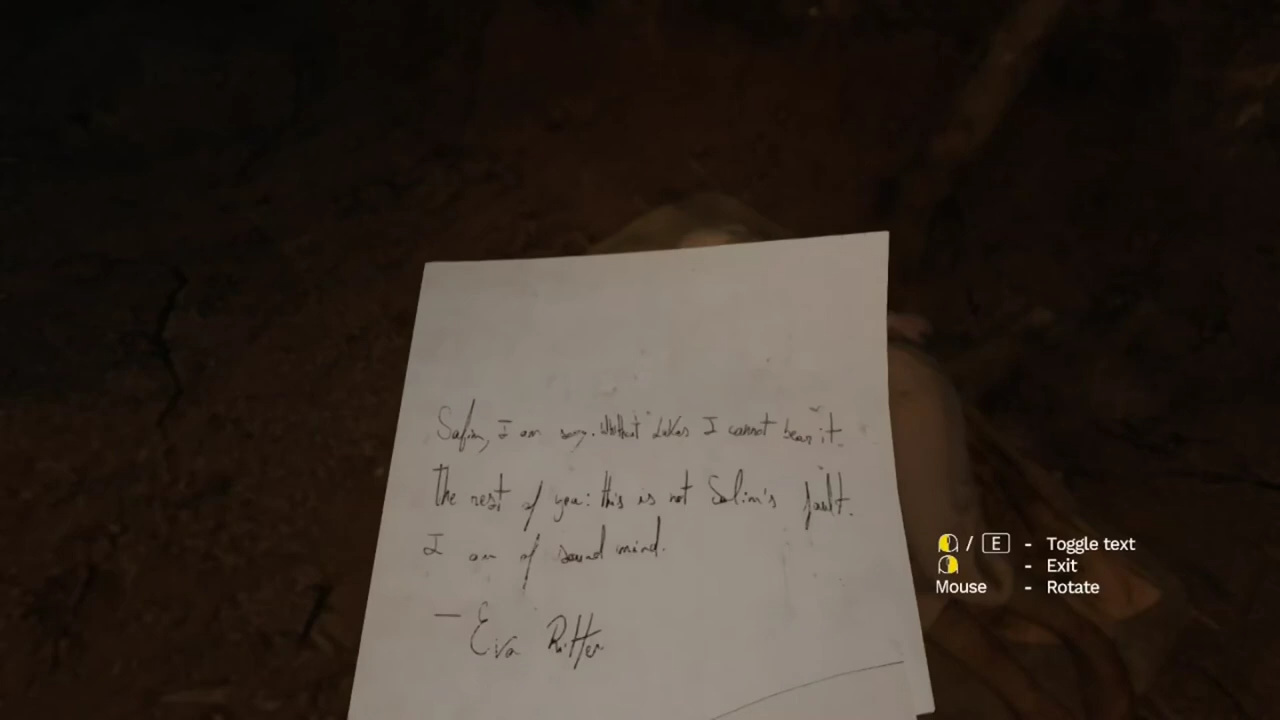 Salim, I am sorry. Without Lukas I cannot bear it.
The rest of you: this is not Salim's fault.
I am of sound mind.
— Eva Ritter
/ E - Toggle text
- Exit
Mouse - Rotate